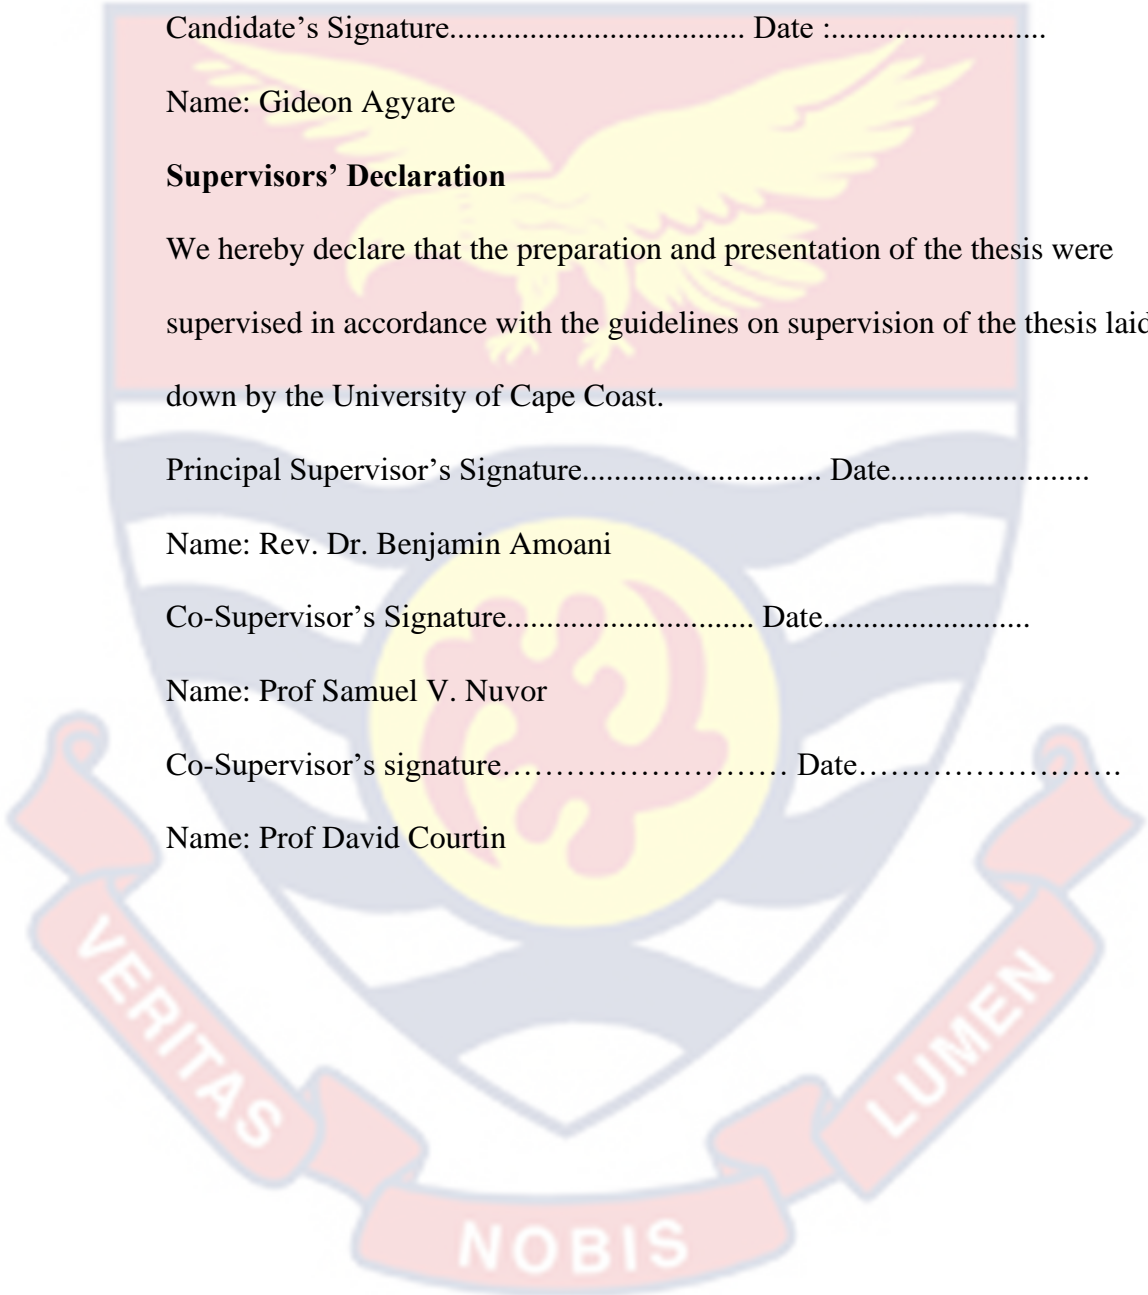 Candidate’s Signature..................................... Date :...........................
Name: Gideon Agyare
Supervisors’ Declaration
We hereby declare that the preparation and presentation of the thesis were
supervised in accordance with the guidelines on supervision of the thesis laid
down by the University of Cape Coast.
Principal Supervisor’s Signature.............................. Date.........................
Name: Rev. Dr. Benjamin Amoani
Co-Supervisor’s Signature............................... Date..........................
Name: Prof Samuel V. Nuvor
Co-Supervisor’s signature……………………… Date…………………….
Name: Prof David Courtin
VERITAS
NOBIS
LUMEN